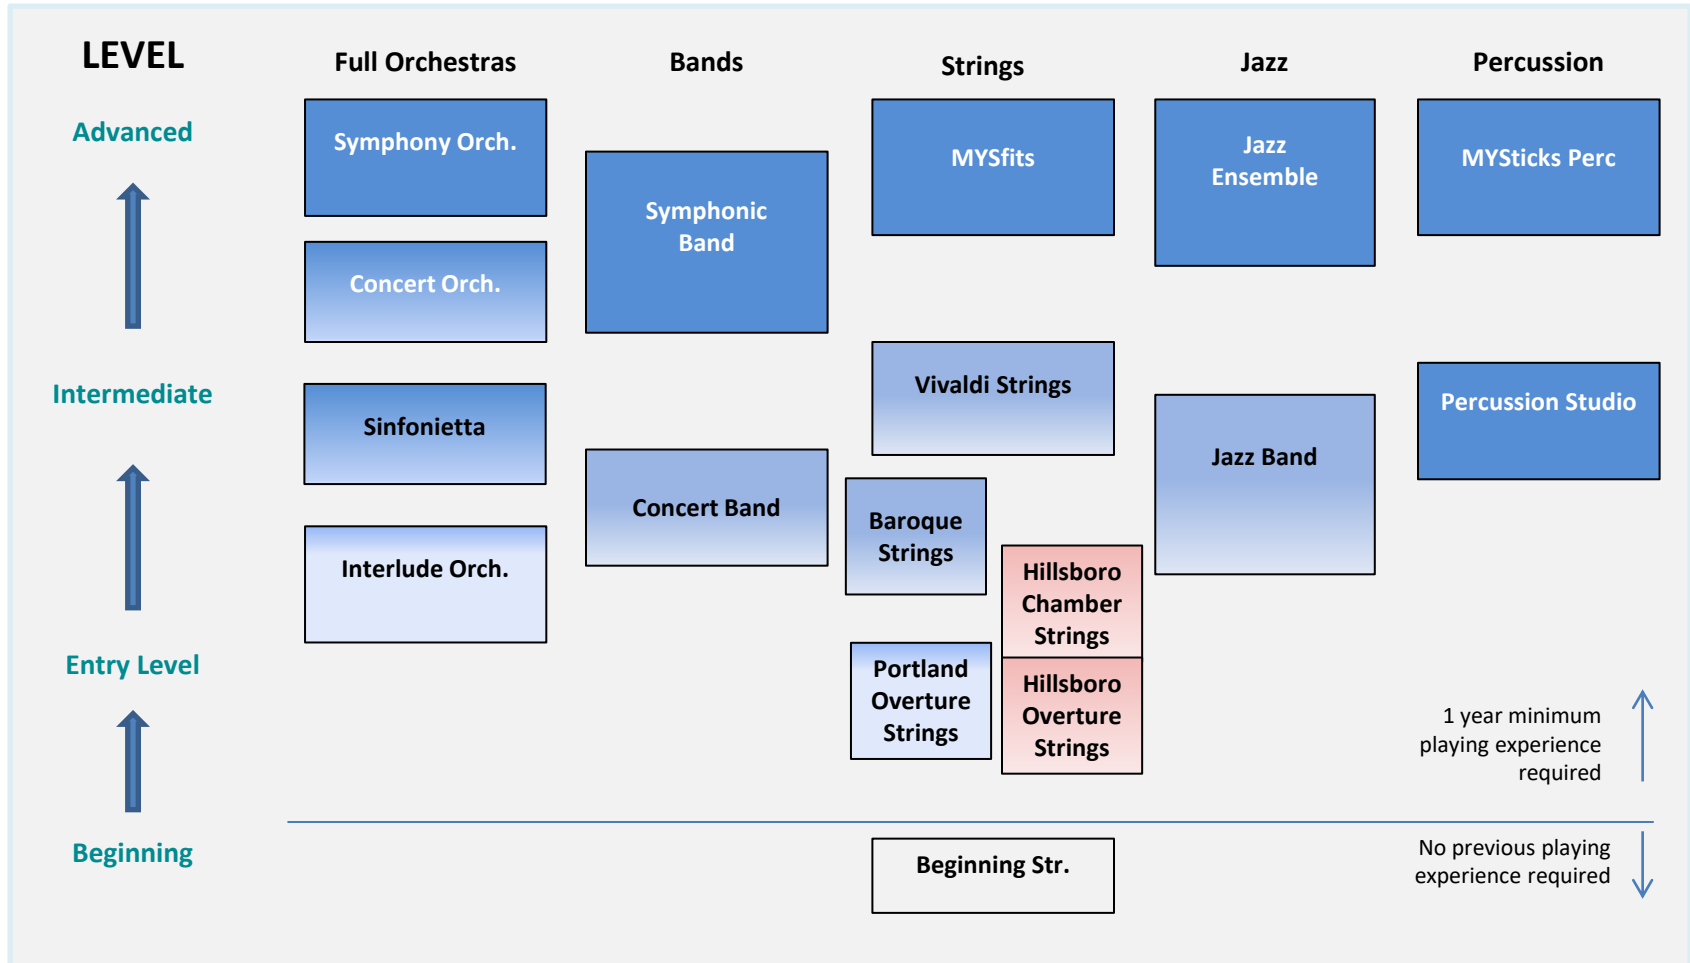 LEVEL
Full Orchestras
Bands
Strings
Jazz
Percussion
Advanced
Symphony Orch.
MYSfits
Jazz
Ensemble
MYSticks Perc
Symphonic
Band
Concert Orch.
Intermediate
Vivaldi Strings
Percussion Studio
Sinfonietta
Jazz Band
Concert Band
Baroque
Strings
Interlude Orch.
Hillsboro
Chamber
Strings
Entry Level
Portland
Overture
Strings
Hillsboro
Overture
Strings
1 year minimum
playing experience
required
Beginning
Beginning Str.
No previous playing
experience required